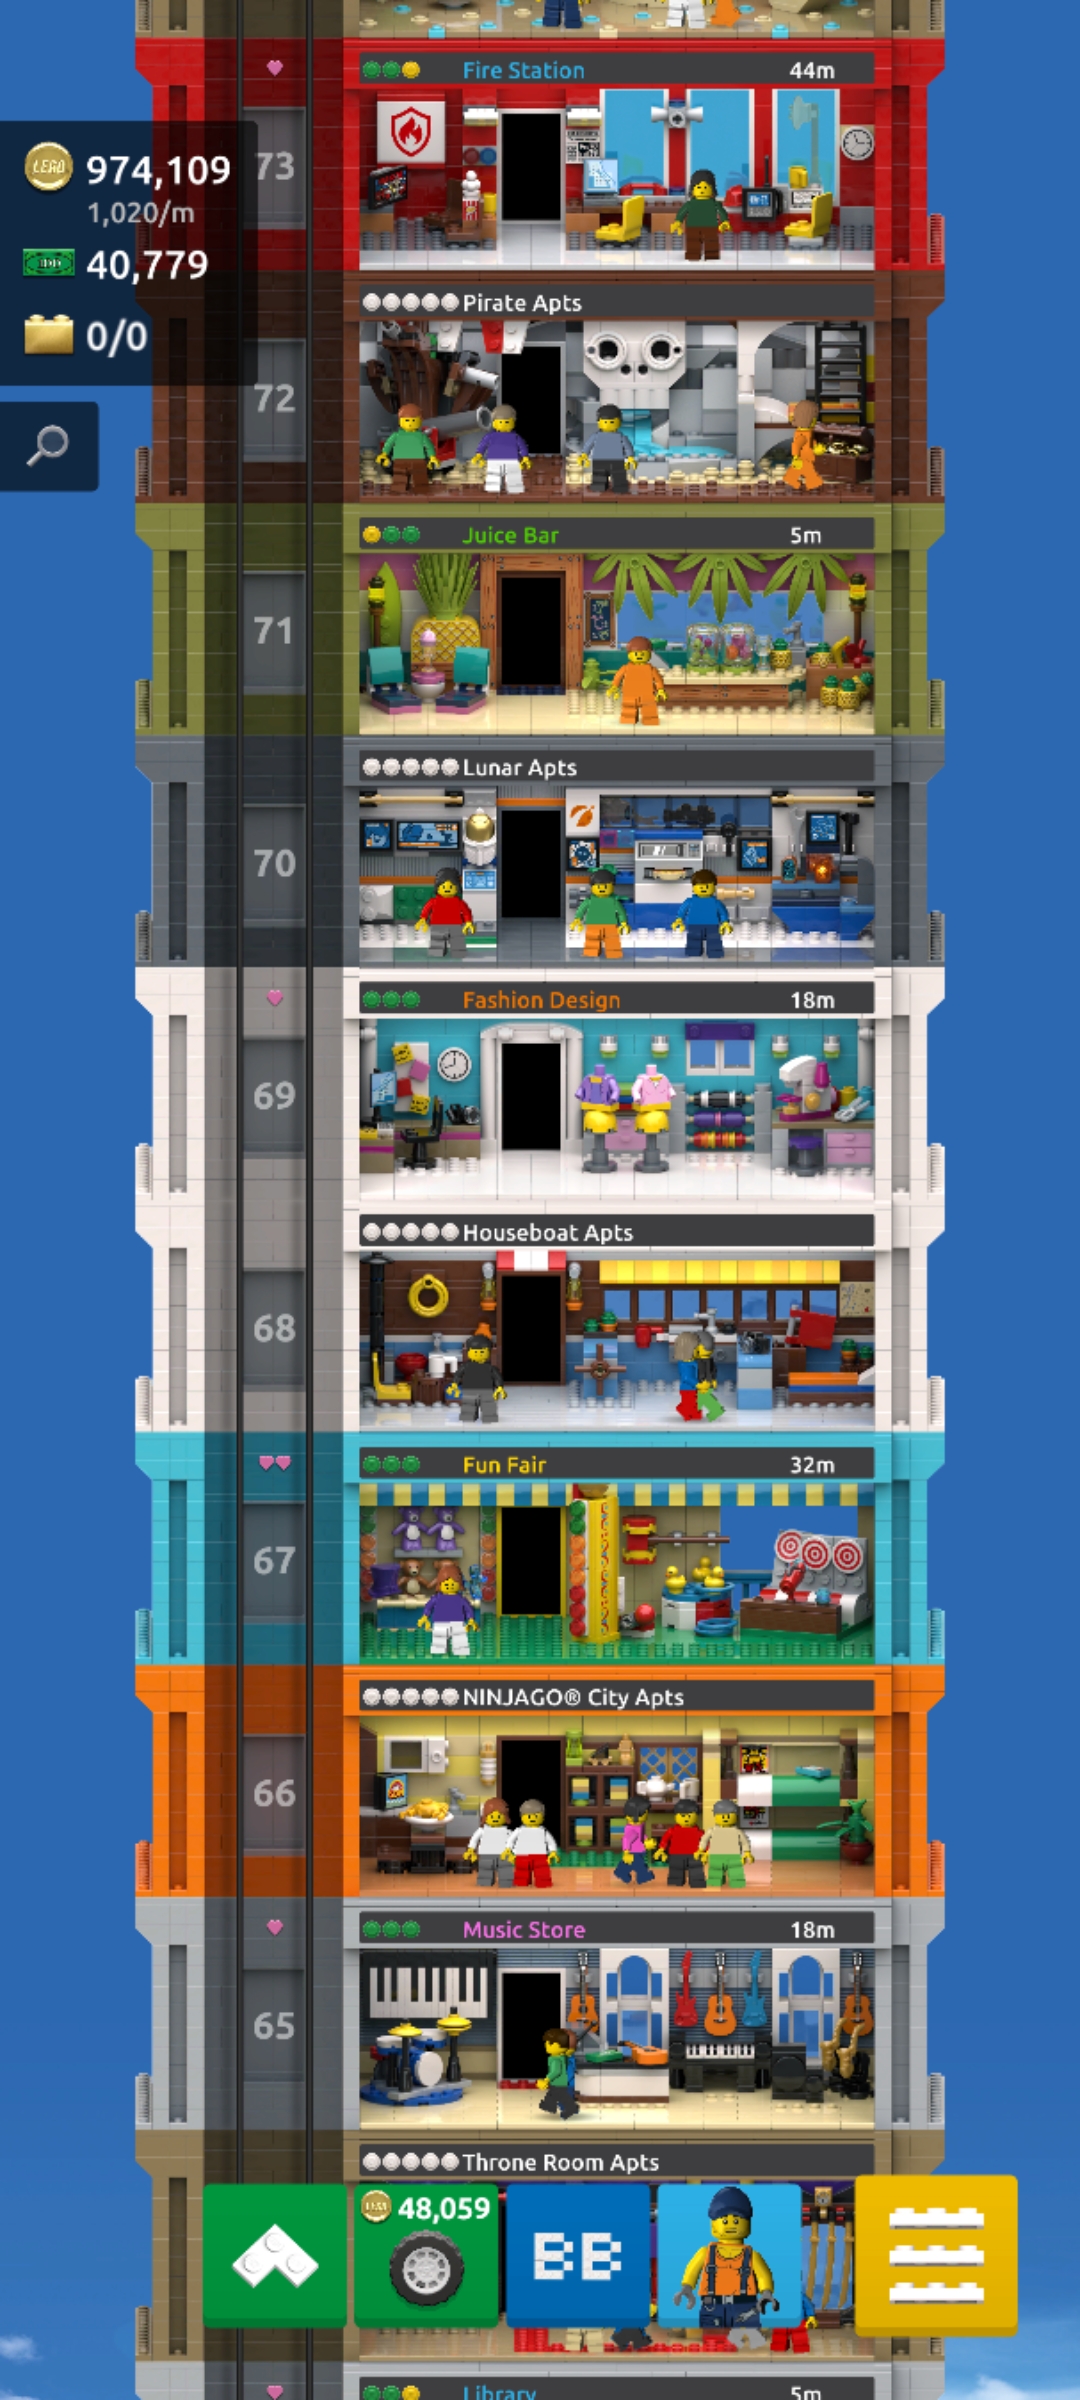 Fire Station 44m
73
LEGO 974,109
1,020/m
40,779
0/0
Pirate Apts
72
Juice Bar 5m
71
Lunar Apts
70
Fashion Design 18m
69
Houseboat Apts
68
Fun Fair 32m
67
NINJAGO® City Apts
66
Music Store 18m
65
Throne Room Apts
48,059
BB
Library 5m